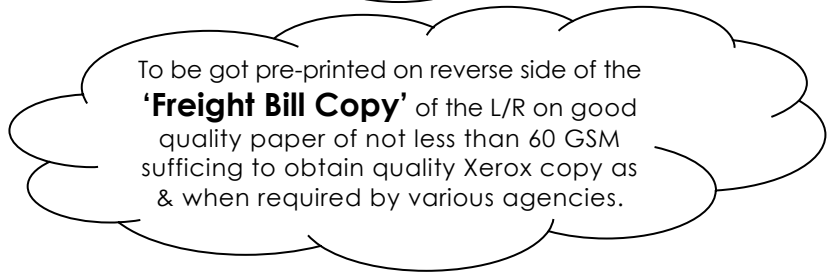 To be got pre-printed on reverse side of the
‘Freight Bill Copy’ of the L/R on good
quality paper of not less than 60 GSM
sufficing to obtain quality Xerox copy as
& when required by various agencies.